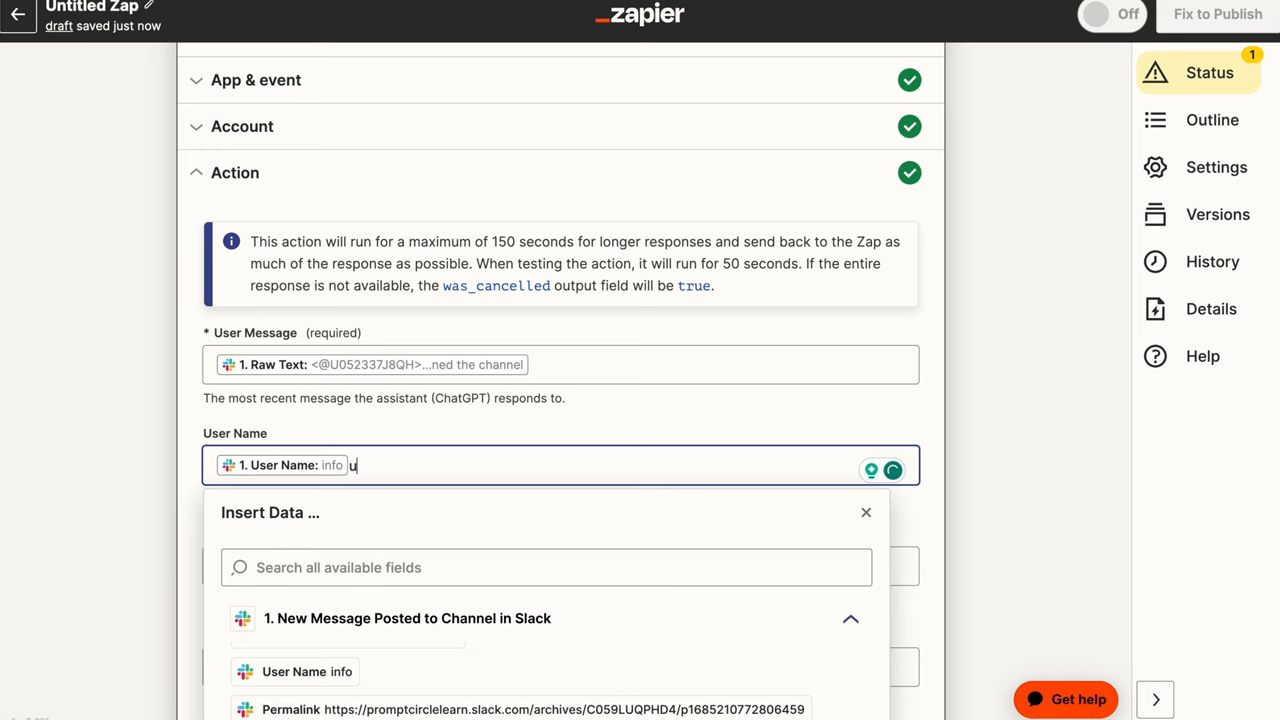 Untitled Zap
draft saved just now
zapier
Off
Fix to Publish
App & event
Account
Action
This action will run for a maximum of 150 seconds for longer responses and send back to the Zap as
much of the response as possible. When testing the action, it will run for 50 seconds. If the entire
response is not available, the was_cancelled output field will be true.
* User Message (required)
1. Raw Text: <@U052337J8QH>...ned the channel
The most recent message the assistant (ChatGPT) responds to.
User Name
1. User Name: info u
Insert Data ...
Search all available fields
1. New Message Posted to Channel in Slack
User Name info
Permalink https://promptcirclelearn.slack.com/archives/C059LUQPHD4/p1685210772806459
1
Status
Outline
Settings
Versions
History
Details
Help
Get help